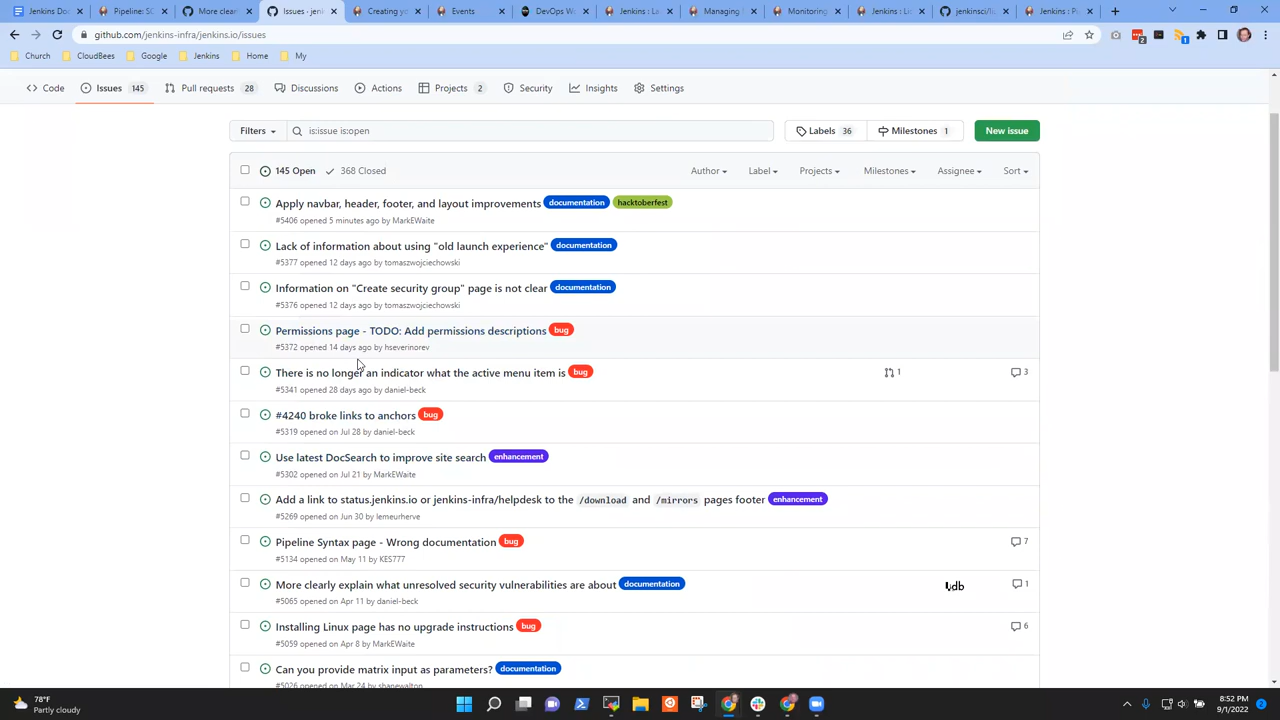 Jenkins Doc
Pipeline: SC
More clear
Issues · jen
Creating yo
Events
DevOps W
Jenkins : La
Managing
Monitoring
Jenkins : Li
jenkinsci/li
Jenkins : P
github.com/jenkins-infra/jenkins.io/issues
Church
CloudBees
Google
Jenkins
Home
My
Code
Issues 145
Pull requests 28
Discussions
Actions
Projects 2
Security
Insights
Settings
Filters
is:issue is:open
Labels 36
Milestones 1
New issue
145 Open
368 Closed
Author
Label
Projects
Milestones
Assignee
Sort
Apply navbar, header, footer, and layout improvements documentation hacktoberfest
#5406 opened 5 minutes ago by MarkEWaite
Lack of information about using "old launch experience" documentation
#5377 opened 12 days ago by tomaszwojciechowski
Information on "Create security group" page is not clear documentation
#5376 opened 12 days ago by tomaszwojciechowski
Permissions page - TODO: Add permissions descriptions bug
#5372 opened 14 days ago by hseverinorev
There is no longer an indicator what the active menu item is bug 1 3
#5341 opened 28 days ago by daniel-beck
#4240 broke links to anchors bug
#5319 opened on Jul 28 by daniel-beck
Use latest DocSearch to improve site search enhancement
#5302 opened on Jul 21 by MarkEWaite
Add a link to status.jenkins.io or jenkins-infra/helpdesk to the /download and /mirrors pages footer enhancement
#5269 opened on Jun 30 by lemeurherve
Pipeline Syntax page - Wrong documentation bug 7
#5134 opened on May 11 by KES777
More clearly explain what unresolved security vulnerabilities are about documentation 1
#5065 opened on Apr 11 by daniel-beck
Installing Linux page has no upgrade instructions bug 6
#5059 opened on Apr 8 by MarkEWaite
Can you provide matrix input as parameters? documentation
#5026 opened on Mar 24 by shanewalton
78°F
Partly cloudy
8:52 PM
9/1/2022